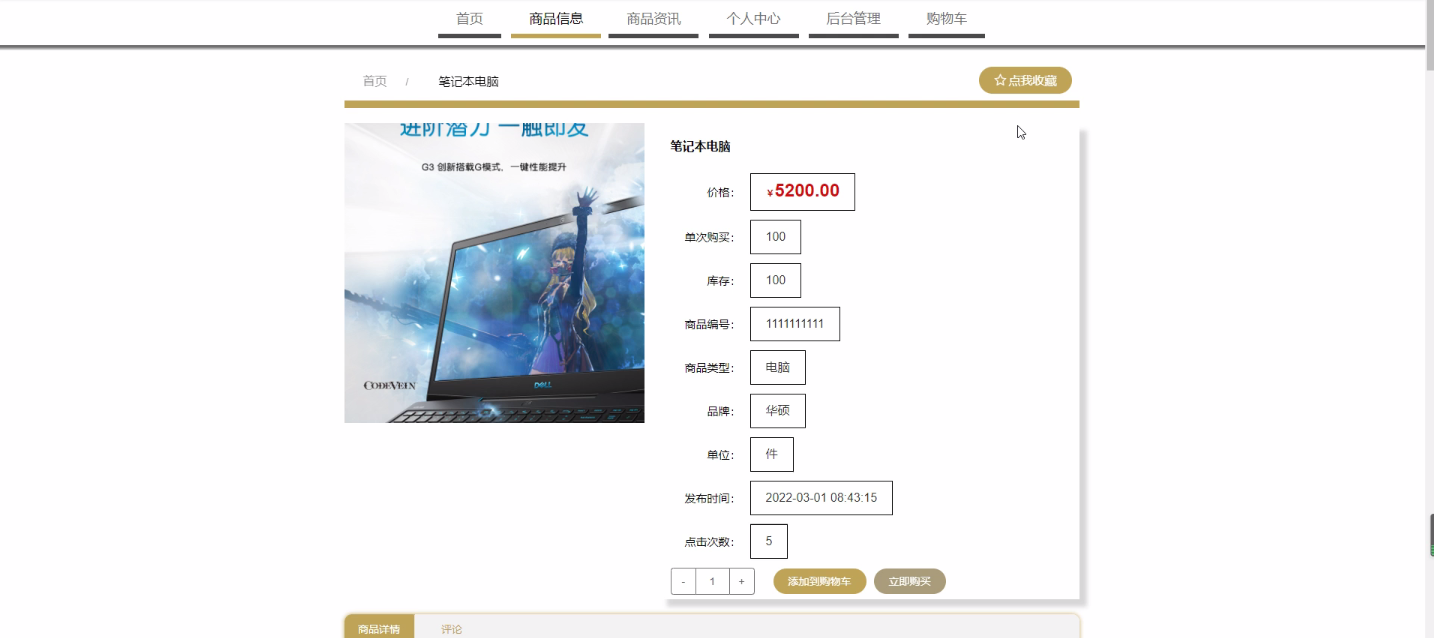 首页 商品信息 商品资讯 个人中心 后台管理 购物车
首页 / 笔记本电脑
☆ 点我收藏
进阶潜力 一触即发
G3 创新搭载G模式，一键性能提升
CODE VEIN
DELL
笔记本电脑
价格： ¥5200.00
单次购买： 100
库存： 100
商品编号： 1111111111
商品类型： 电脑
品牌： 华硕
单位： 件
发布时间： 2022-03-01 08:43:15
点击次数： 5
- 1 + 添加到购物车 立即购买
商品详情 评论